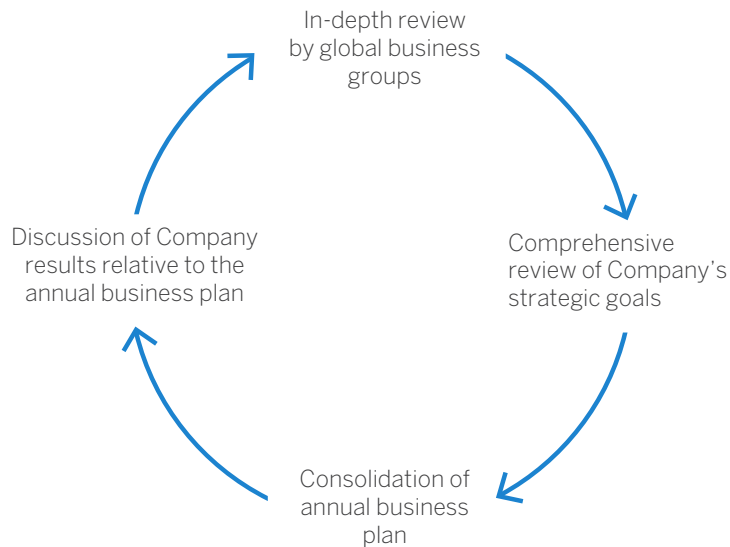 In-depth review
by global business
groups
Comprehensive
review of Company’s
strategic goals
Consolidation of
annual business
plan
Discussion of Company
results relative to the
annual business plan